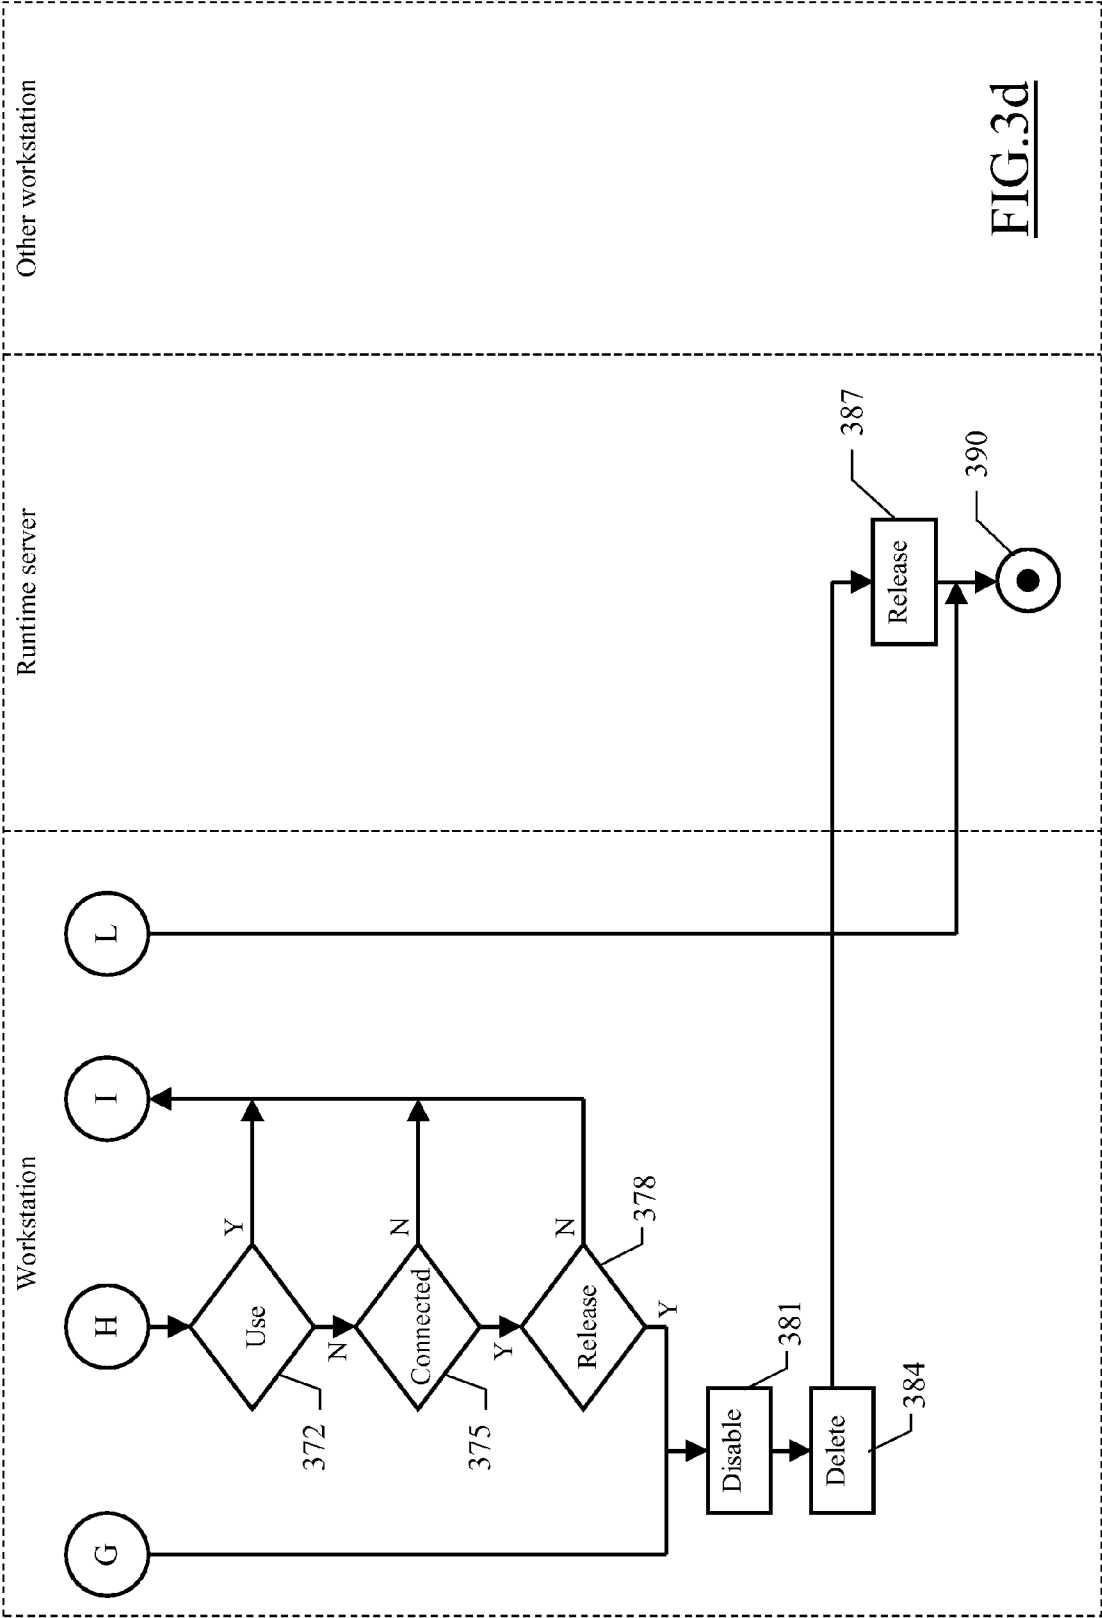 Workstation
Runtime server
Other workstation
G
H
I
L
Use
Y
372
N
Connected
N
375
Y
Release
N
378
Y
Disable
381
Delete
384
Release
387
390
FIG.3d